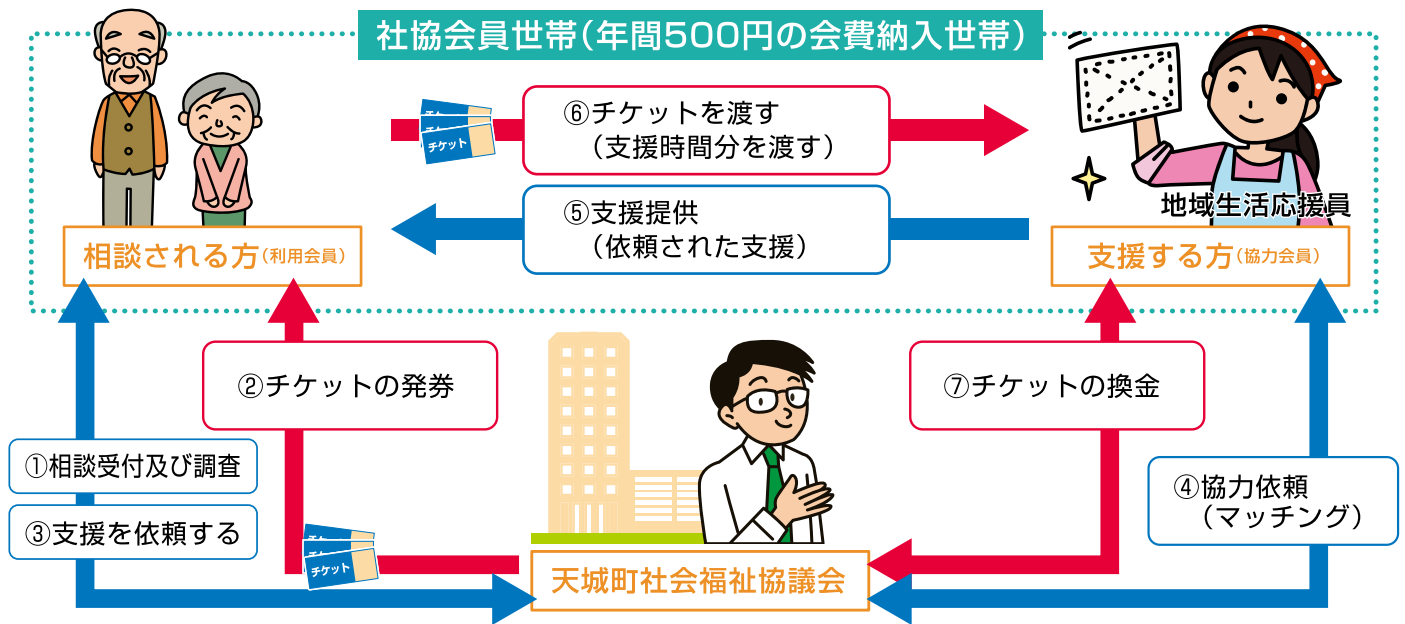 社協会員世帯(年間500円の会費納入世帯)
チケット
⑥チケットを渡す
(支援時間分を渡す)
⑤支援提供
(依頼された支援)
地域生活応援員
相談される方(利用会員)
支援する方(協力会員)
②チケットの発券
⑦チケットの換金
①相談受付及び調査
③支援を依頼する
④協力依頼
(マッチング)
チケット
天城町社会福祉協議会